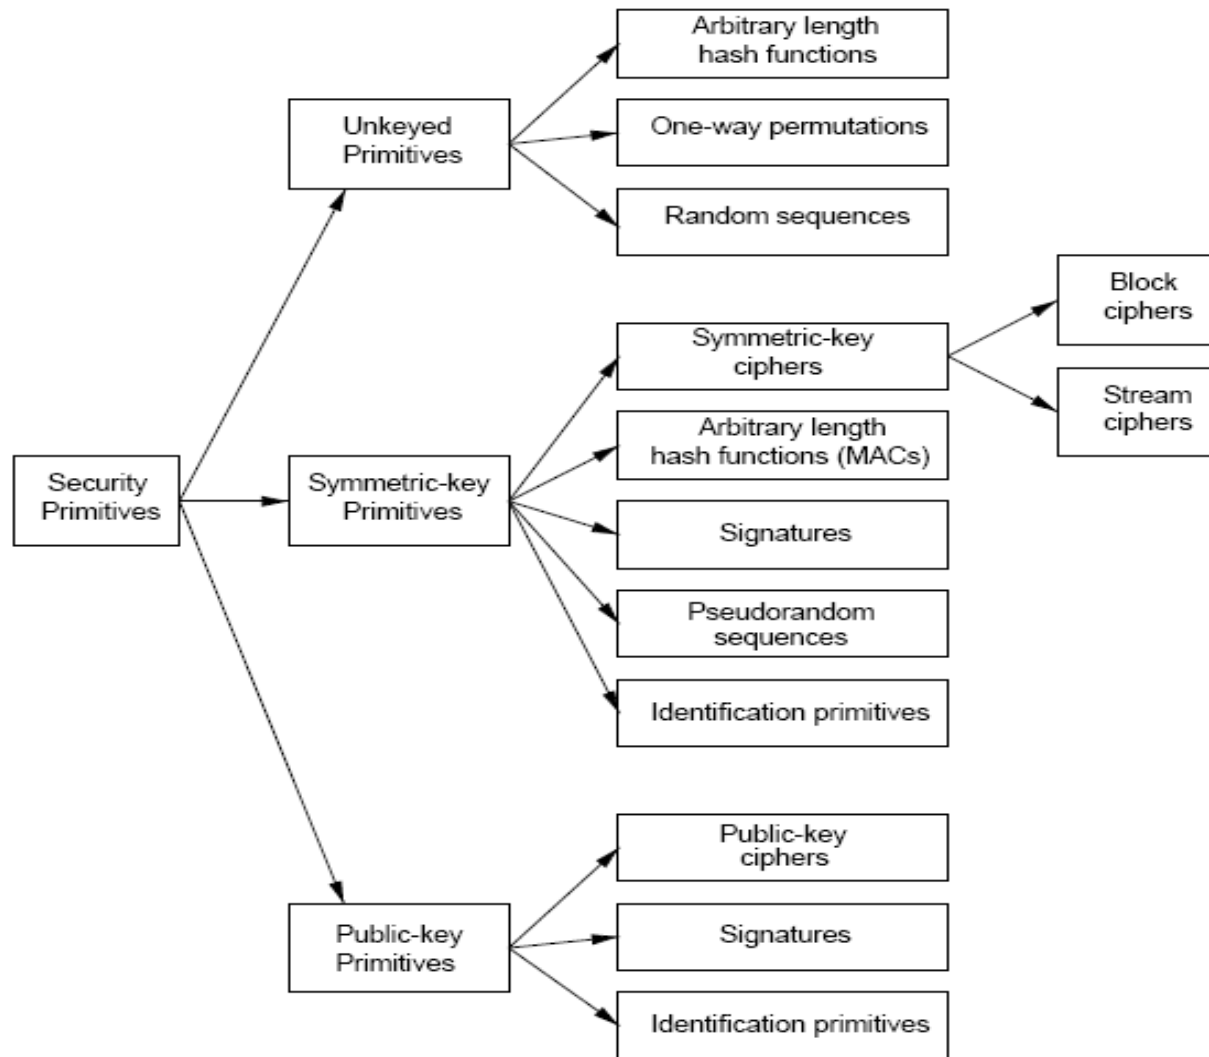 Arbitrary length
hash functions
Unkeyed
Primitives
One-way permutations
Random sequences
Block
ciphers
Symmetric-key
ciphers
Stream
ciphers
Arbitrary length
hash functions (MACs)
Security
Primitives
Symmetric-key
Primitives
Signatures
Pseudorandom
sequences
Identification primitives
Public-key
ciphers
Public-key
Primitives
Signatures
Identification primitives